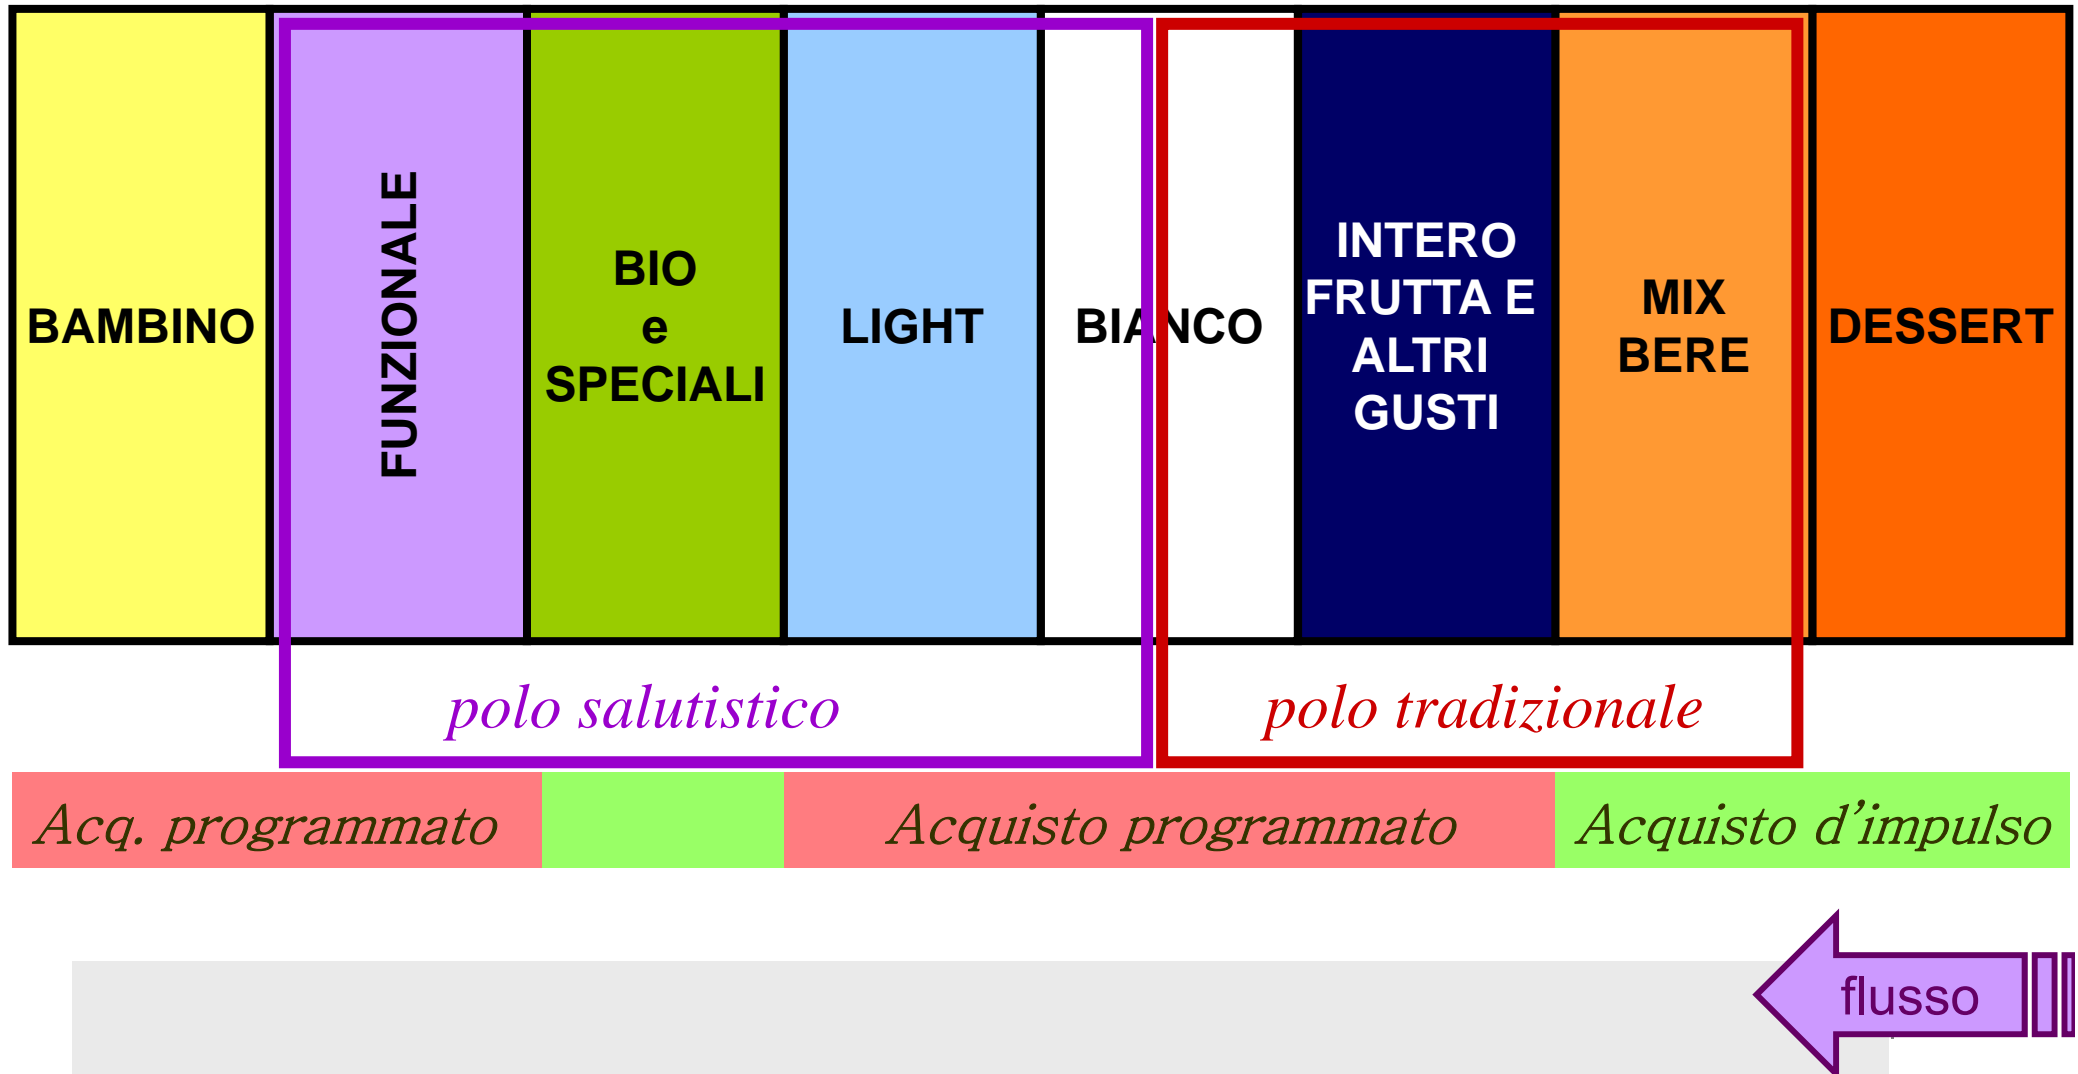 BAMBINO
FUNZIONALE
BIO
e
SPECIALI
LIGHT
BIANCO
INTERO
FRUTTA E
ALTRI
GUSTI
MIX
BERE
DESSERT
polo salutistico
polo tradizionale
Acq. programmato
Acquisto programmato
Acquisto d’impulso
flusso